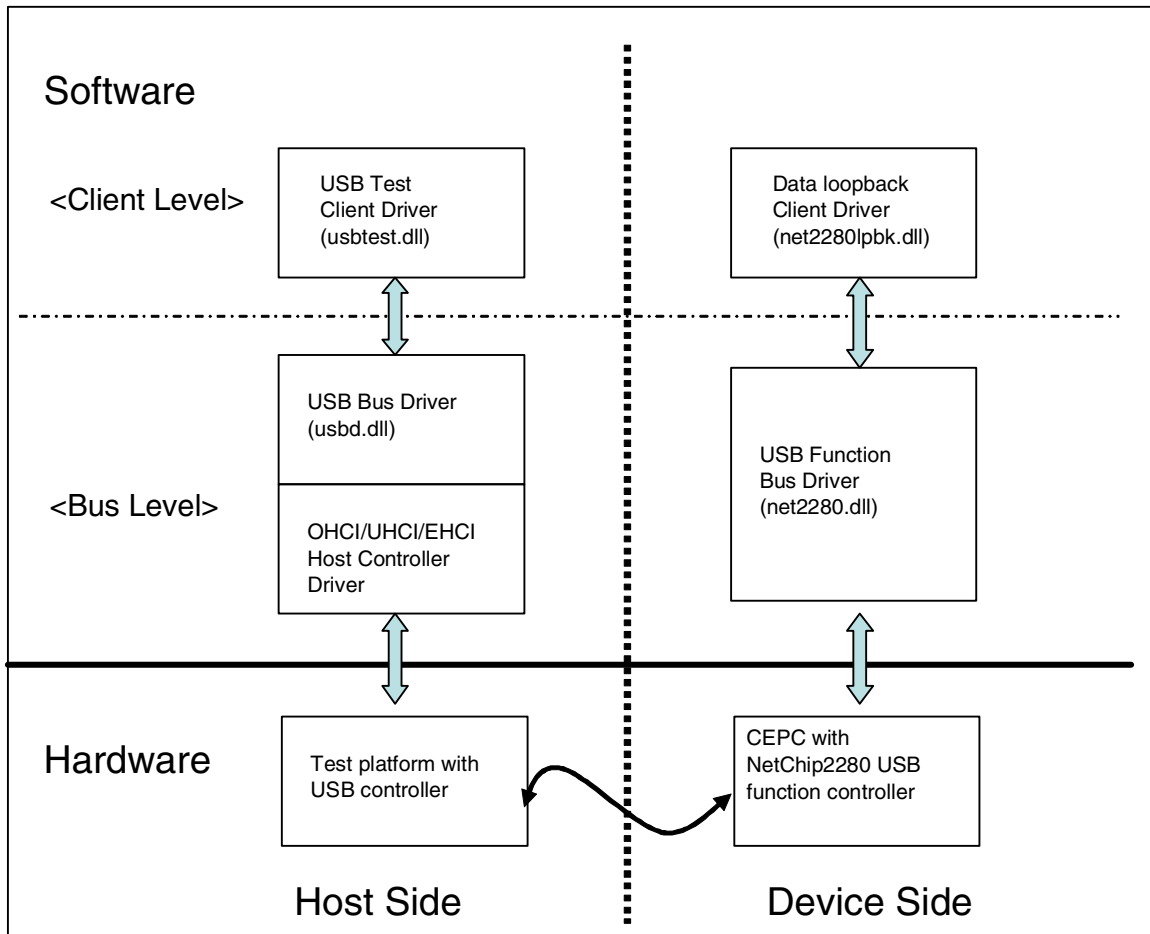 Software
<Client Level>
USB Test
Client Driver
(usbtest.dll)
Data loopback
Client Driver
(net2280lpbk.dll)
<Bus Level>
USB Bus Driver
(usbd.dll)
OHCI/UHCI/EHCI
Host Controller
Driver
USB Function
Bus Driver
(net2280.dll)
Hardware
Test platform with
USB controller
CEPC with
NetChip2280 USB
function controller
Host Side
Device Side